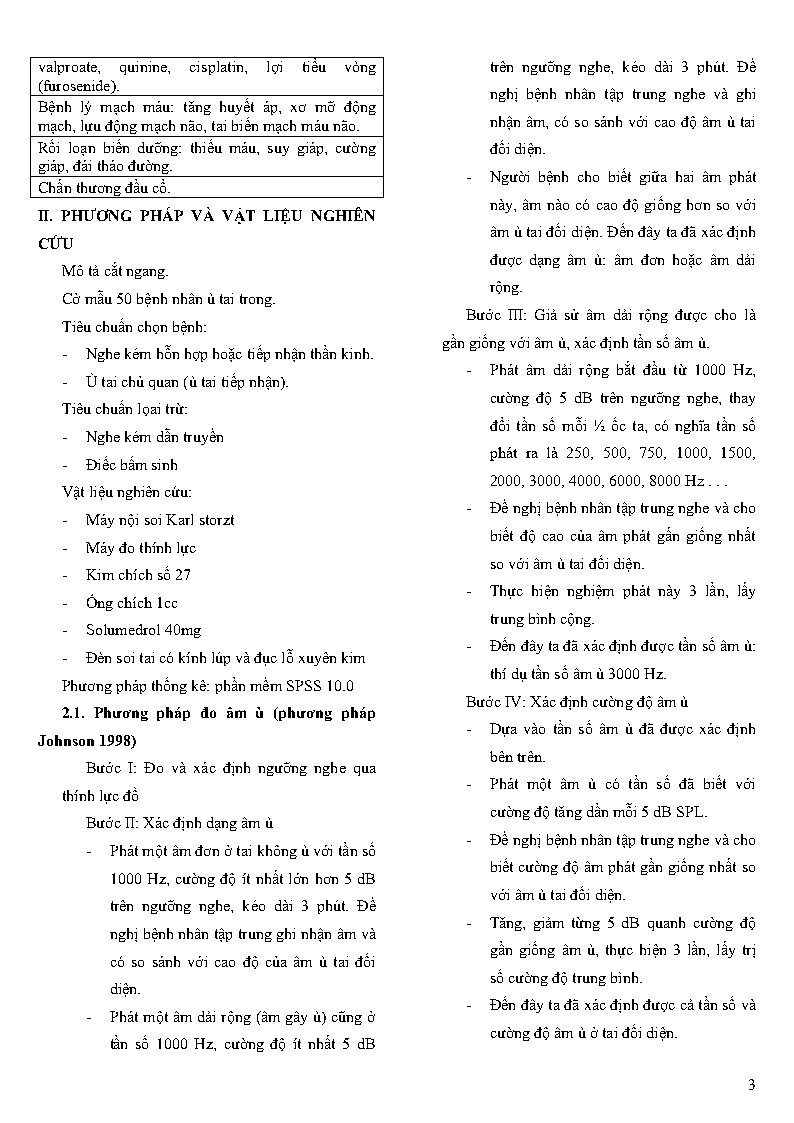 valproate, quinine, cisplatin, lợi tiểu vòng
(furosenide).
Bệnh lý mạch máu: tăng huyết áp, xơ mỡ động
mạch, lựu động mạch não, tai biến mạch máu não.
Rối loạn biến dưỡng: thiếu máu, suy giáp, cường
giáp, đái tháo đường.
Chấn thương đầu cổ.
II. PHƯƠNG PHÁP VÀ VẬT LIỆU NGHIÊN
CỨU
Mô tả cắt ngang.
Cở mẫu 50 bệnh nhân ù tai trong.
Tiêu chuẩn chọn bệnh:
- Nghe kém hỗn hợp hoặc tiếp nhận thần kinh.
- Ù tai chủ quan (ù tai tiếp nhận).
Tiêu chuẩn lọai trừ:
- Nghe kém dẫn truyền
- Điếc bẩm sinh
Vật liệu nghiên cứu:
- Máy nội soi Karl storzt
- Máy đo thính lực
- Kim chích số 27
- Ống chích 1cc
- Solumedrol 40mg
- Đèn soi tai có kính lúp và đục lỗ xuyên kim
Phương pháp thống kê: phần mềm SPSS 10.0
2.1. Phương pháp đo âm ù (phương pháp
Johnson 1998)
Bước I: Đo và xác định ngưỡng nghe qua
thính lực đồ
Bước II: Xác định dạng âm ù
- Phát một âm đơn ở tai không ù với tần số
1000 Hz, cường độ ít nhất lớn hơn 5 dB
trên ngưỡng nghe, kéo dài 3 phút. Đề
nghị bệnh nhân tập trung ghi nhận âm và
có so sánh với cao độ của âm ù tai đối
diện.
- Phát một âm dải rộng (âm gây ù) cũng ở
tần số 1000 Hz, cường độ ít nhất 5 dB
trên ngưỡng nghe, kéo dài 3 phút. Đề
nghị bệnh nhân tập trung nghe và ghi
nhận âm, có so sánh với cao độ âm ù tai
đối diện.
- Người bệnh cho biết giữa hai âm phát
này, âm nào có cao độ giống hơn so với
âm ù tai đối diện. Đến đây ta đã xác định
được dạng âm ù: âm đơn hoặc âm dải
rộng.
Bước III: Giả sử âm dải rộng được cho là
gần giống với âm ù, xác định tần số âm ù.
- Phát âm dải rộng bắt đầu từ 1000 Hz,
cường độ 5 dB trên ngưỡng nghe, thay
đổi tần số mỗi ½ ốc ta, có nghĩa tần số
phát ra là 250, 500, 750, 1000, 1500,
2000, 3000, 4000, 6000, 8000 Hz . . .
- Đề nghị bệnh nhân tập trung nghe và cho
biết độ cao của âm phát gần giống nhất
so với âm ù tai đối diện.
- Thực hiện nghiệm phát này 3 lần, lấy
trung bình cộng.
- Đến đây ta đã xác định được tần số âm ù:
thí dụ tần số âm ù 3000 Hz.
Bước IV: Xác định cường độ âm ù
- Dựa vào tần số âm ù đã được xác định
bên trên.
- Phát một âm ù có tần số đã biết với
cường độ tăng dần mỗi 5 dB SPL.
- Đề nghị bệnh nhân tập trung nghe và cho
biết cường độ âm phát gần giống nhất so
với âm ù tai đối diện.
- Tăng, giảm từng 5 dB quanh cường độ
gần giống âm ù, thực hiện 3 lần, lấy trị
số cường độ trung bình.
- Đến đây ta đã xác định được cả tần số và
cường độ âm ù ở tai đối diện.
3